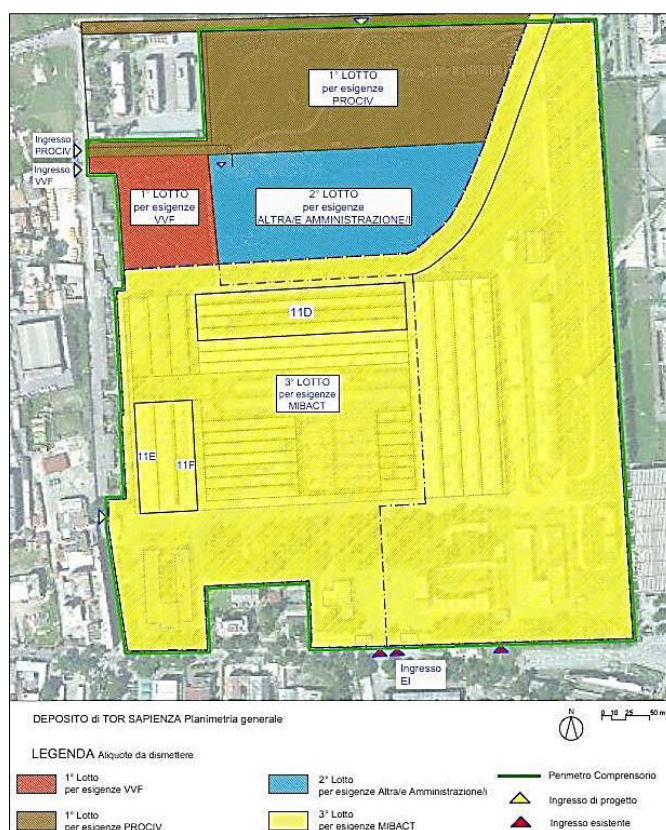 1° LOTTO
per esigenze
PROCIV
Ingresso
PROCIV
Ingresso
VVF
1° LOTTO
per esigenze
VVF
2° LOTTO
per esigenze
ALTRA/E AMMINISTRAZIONE/I
11D
3° LOTTO
per esigenze
MIBACT
11E
11F
Ingresso
EI
DEPOSITO di TOR SAPIENZA Planimetria generale
N
0 10 25 50 m
LEGENDA Aliquote da dismettere
1° Lotto
per esigenze VVF
2° Lotto
per esigenze Altra/e Amministrazione/i
Perimetro Comprensorio
Ingresso di progetto
1° Lotto
per esigenze PROCIV
3° Lotto
per esigenze MIBACT
Ingresso esistente